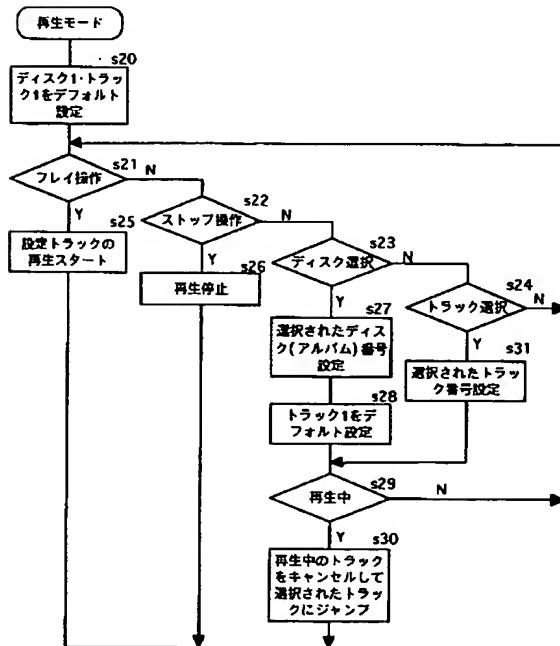 再生モード
s20
ディスク1・トラッ
ク1をデフォルト
設定
s21
フレイ操作
N
Y
s22
ストップ操作
N
Y
s23
ディスク選択
N
Y
s24
トラック選択
N
Y
s25
設定トラックの
再生スタート
s26
再生停止
s27
選択されたディス
ク(アルバム)番号
設定
s31
選択されたトラッ
ク番号設定
s28
トラック1をデ
フォルト設定
s29
再生中
N
Y
s30
再生中のトラック
をキャンセルして
選択されたトラック
にジャンプ